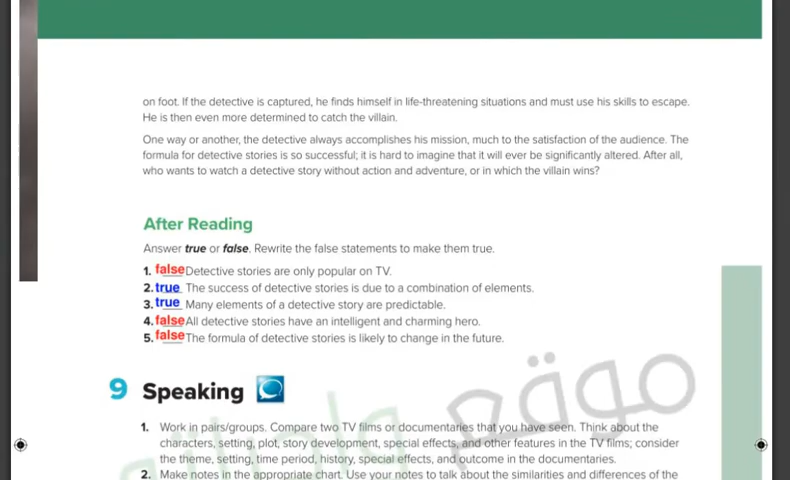 on foot. If the detective is captured, he finds himself in life-threatening situations and must use his skills to escape.
He is then even more determined to catch the villain.
One way or another, the detective always accomplishes his mission, much to the satisfaction of the audience. The
formula for detective stories is so successful; it is hard to imagine that it will ever be significantly altered. After all,
who wants to watch a detective story without action and adventure, or in which the villain wins?
After Reading
Answer true or false. Rewrite the false statements to make them true.
1. false Detective stories are only popular on TV.
2. true The success of detective stories is due to a combination of elements.
3. true Many elements of a detective story are predictable.
4. false All detective stories have an intelligent and charming hero.
5. false The formula of detective stories is likely to change in the future.
9 Speaking
1. Work in pairs/groups. Compare two TV films or documentaries that you have seen. Think about the
characters, setting, plot, story development, special effects, and other features in the TV films; consider
the theme, setting, time period, history, special effects, and outcome in the documentaries.
2. Make notes in the appropriate chart. Use your notes to talk about the similarities and differences of the
موقع